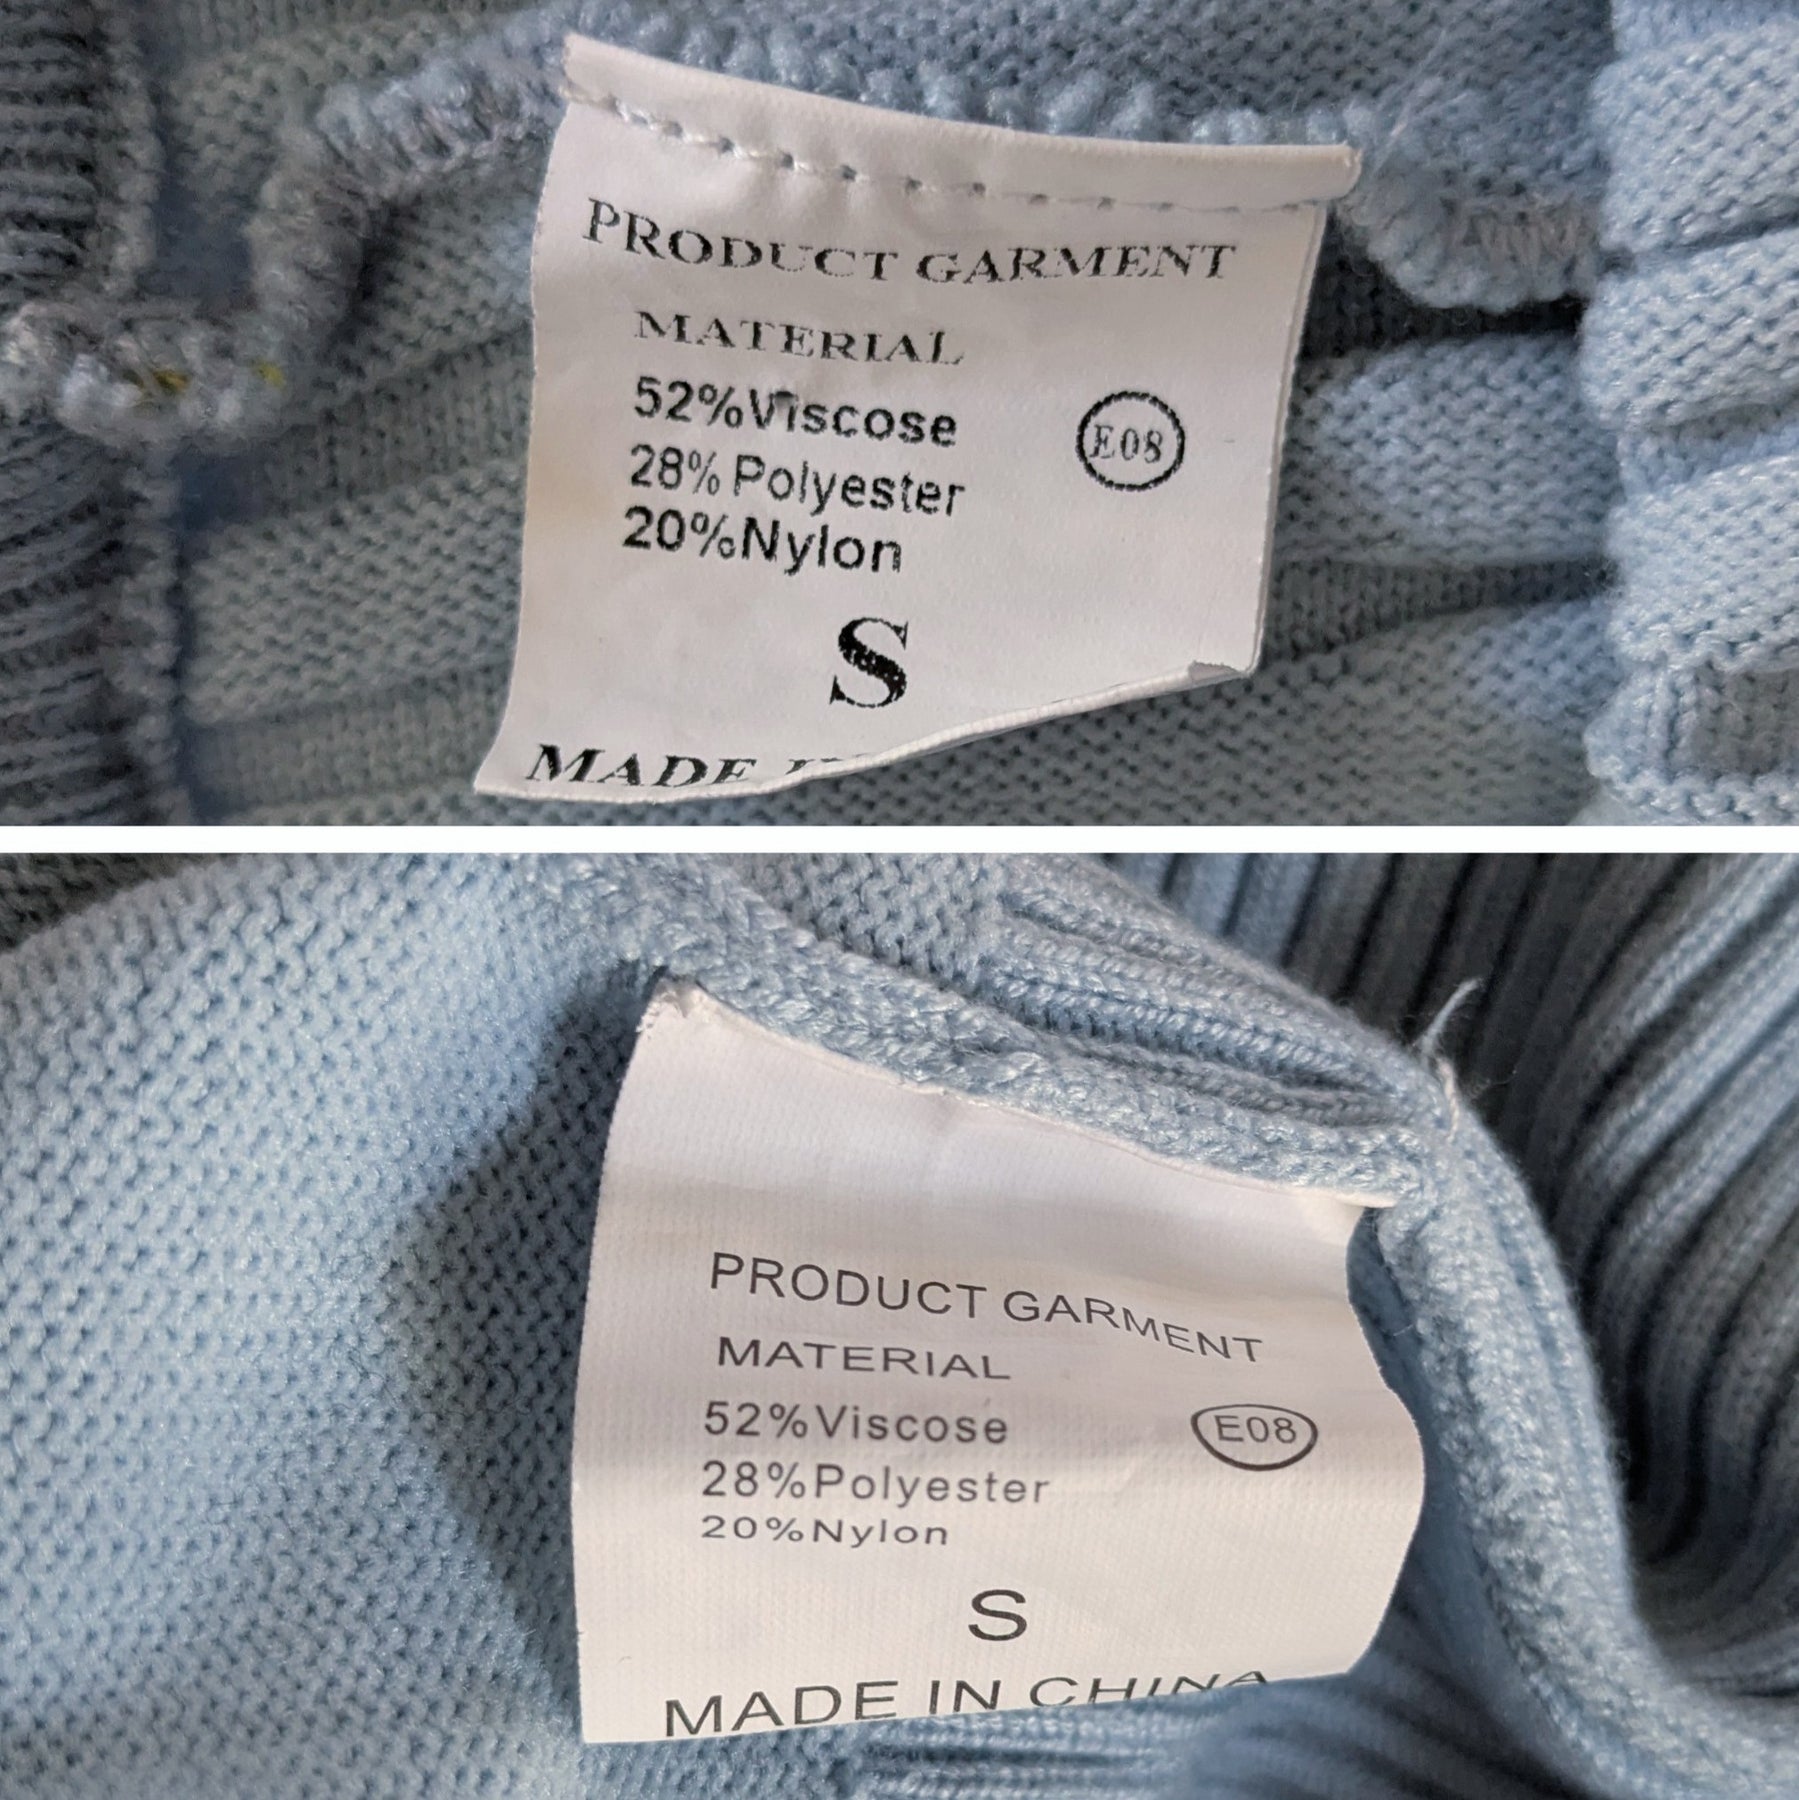 PRODUCT GARMENT
MATERIAL
52%Viscose
28% Polyester
20%Nylon
E08
S
MADE
PRODUCT GARMENT
MATERIAL
52%Viscose
28%Polyester
20%Nylon
E08
S
MADE IN CHINA